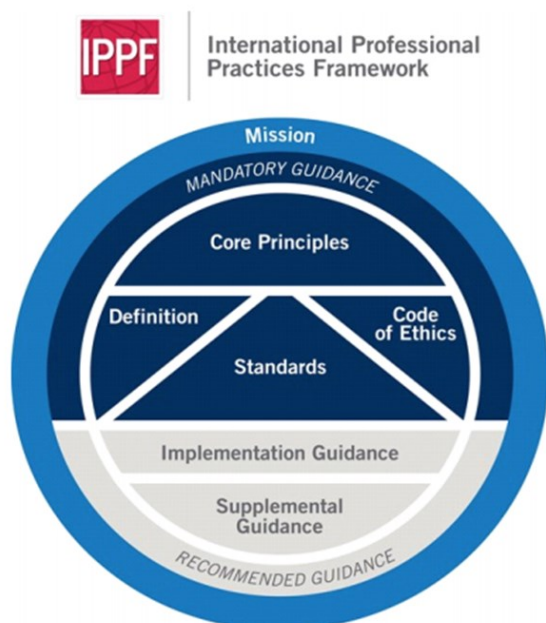 IPPF
International Professional
Practices Framework
Mission
MANDATORY GUIDANCE
Core Principles
Definition
Code
of Ethics
Standards
Implementation Guidance
Supplemental
Guidance
RECOMMENDED GUIDANCE